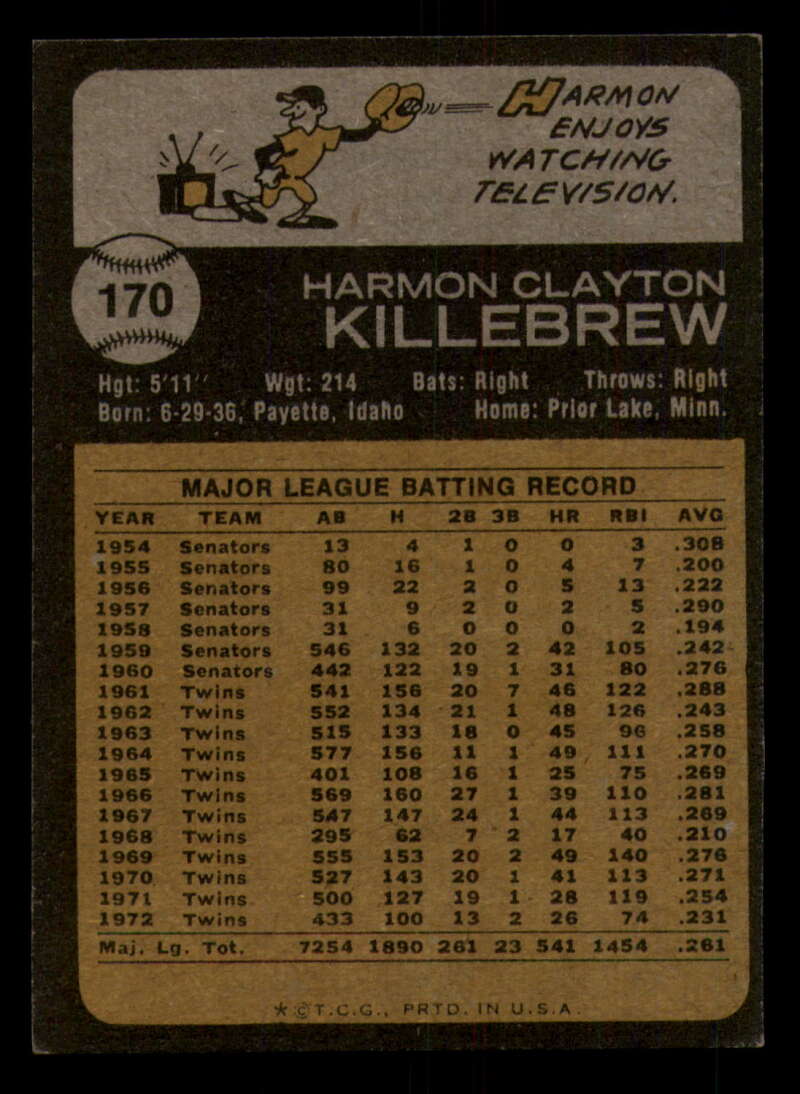 HARMON
ENJOYS
WATCHING
TELEVISION.
170
HARMON CLAYTON
KILLEBREW
Hgt: 5'11" Wgt: 214 Bats: Right Throws: Right
Born: 6-29-36, Payette, Idaho Home: Prior Lake, Minn.
MAJOR LEAGUE BATTING RECORD
YEAR TEAM AB H 2B 3B HR RBI AVG
1954 Senators 13 4 1 0 0 3 .308
1955 Senators 80 16 1 0 4 7 .200
1956 Senators 99 22 2 0 5 13 .222
1957 Senators 31 9 2 0 2 5 .290
1958 Senators 31 6 0 0 0 2 .194
1959 Senators 546 132 20 2 42 105 .242
1960 Senators 442 122 19 1 31 80 .276
1961 Twins 541 156 20 7 46 122 .288
1962 Twins 552 134 21 1 48 126 .243
1963 Twins 515 133 18 0 45 96 .258
1964 Twins 577 156 11 1 49 111 .270
1965 Twins 401 108 16 1 25 75 .269
1966 Twins 569 160 27 1 39 110 .281
1967 Twins 547 147 24 1 44 113 .269
1968 Twins 295 62 7 2 17 40 .210
1969 Twins 555 153 20 2 49 140 .276
1970 Twins 527 143 20 1 41 113 .271
1971 Twins 500 127 19 1 28 119 .254
1972 Twins 433 100 13 2 26 74 .231
Maj. Lg. Tot. 7254 1890 261 23 541 1454 .261
* © T.C.G., PRTD. IN U.S.A.